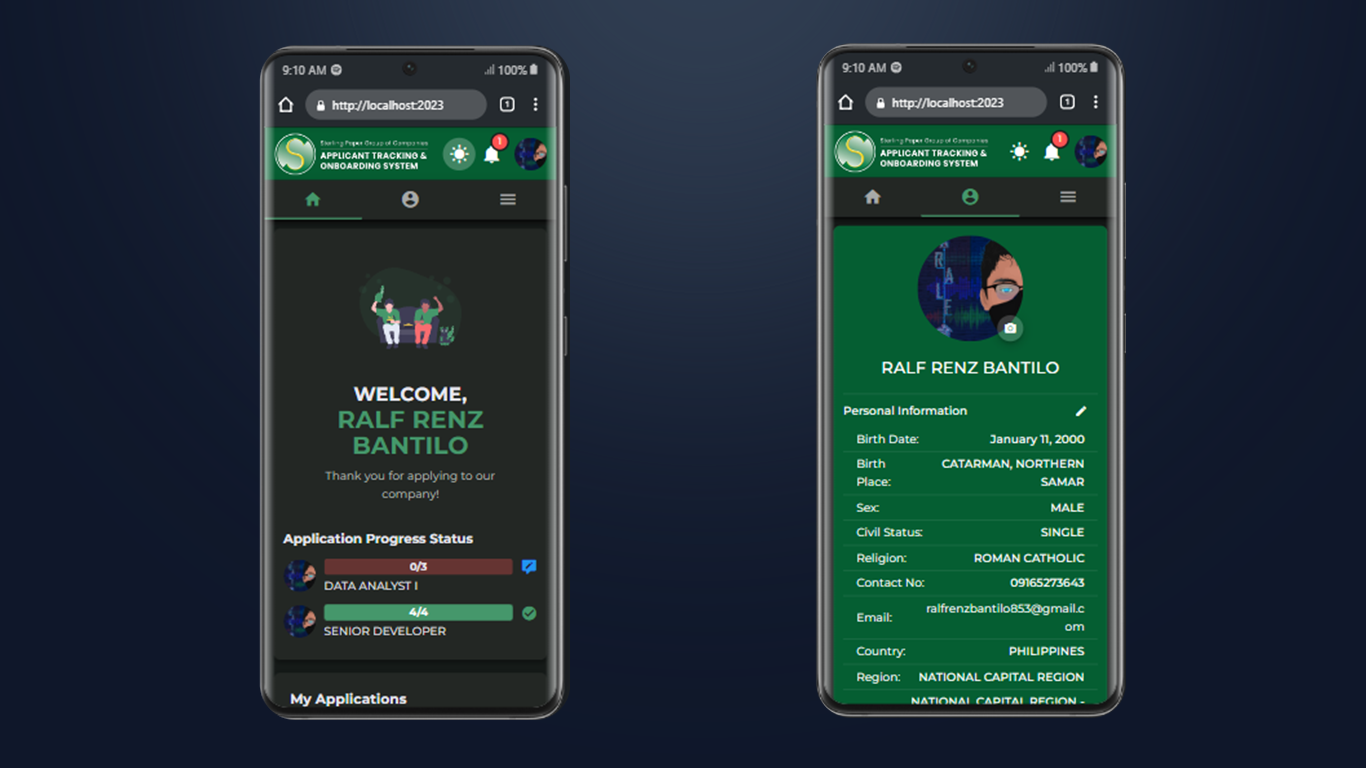 9:10 AM
100%
http://localhost:2023
1
Sterling Paper Group of Companies
APPLICANT TRACKING &
ONBOARDING SYSTEM
1
WELCOME,
RALF RENZ
BANTILO
Thank you for applying to our
company!
Application Progress Status
0/3
DATA ANALYST I
4/4
SENIOR DEVELOPER
My Applications
9:10 AM
100%
http://localhost:2023
1
Sterling Paper Group of Companies
APPLICANT TRACKING &
ONBOARDING SYSTEM
1
RALF
RALF RENZ BANTILO
Personal Information
Birth Date: January 11, 2000
Birth Place: CATARMAN, NORTHERN
SAMAR
Sex: MALE
Civil Status: SINGLE
Religion: ROMAN CATHOLIC
Contact No: 09165273643
Email: ralfrenzbantilo853@gmail.c
om
Country: PHILIPPINES
Region: NATIONAL CAPITAL REGION
NATIONAL CAPITAL REGION -